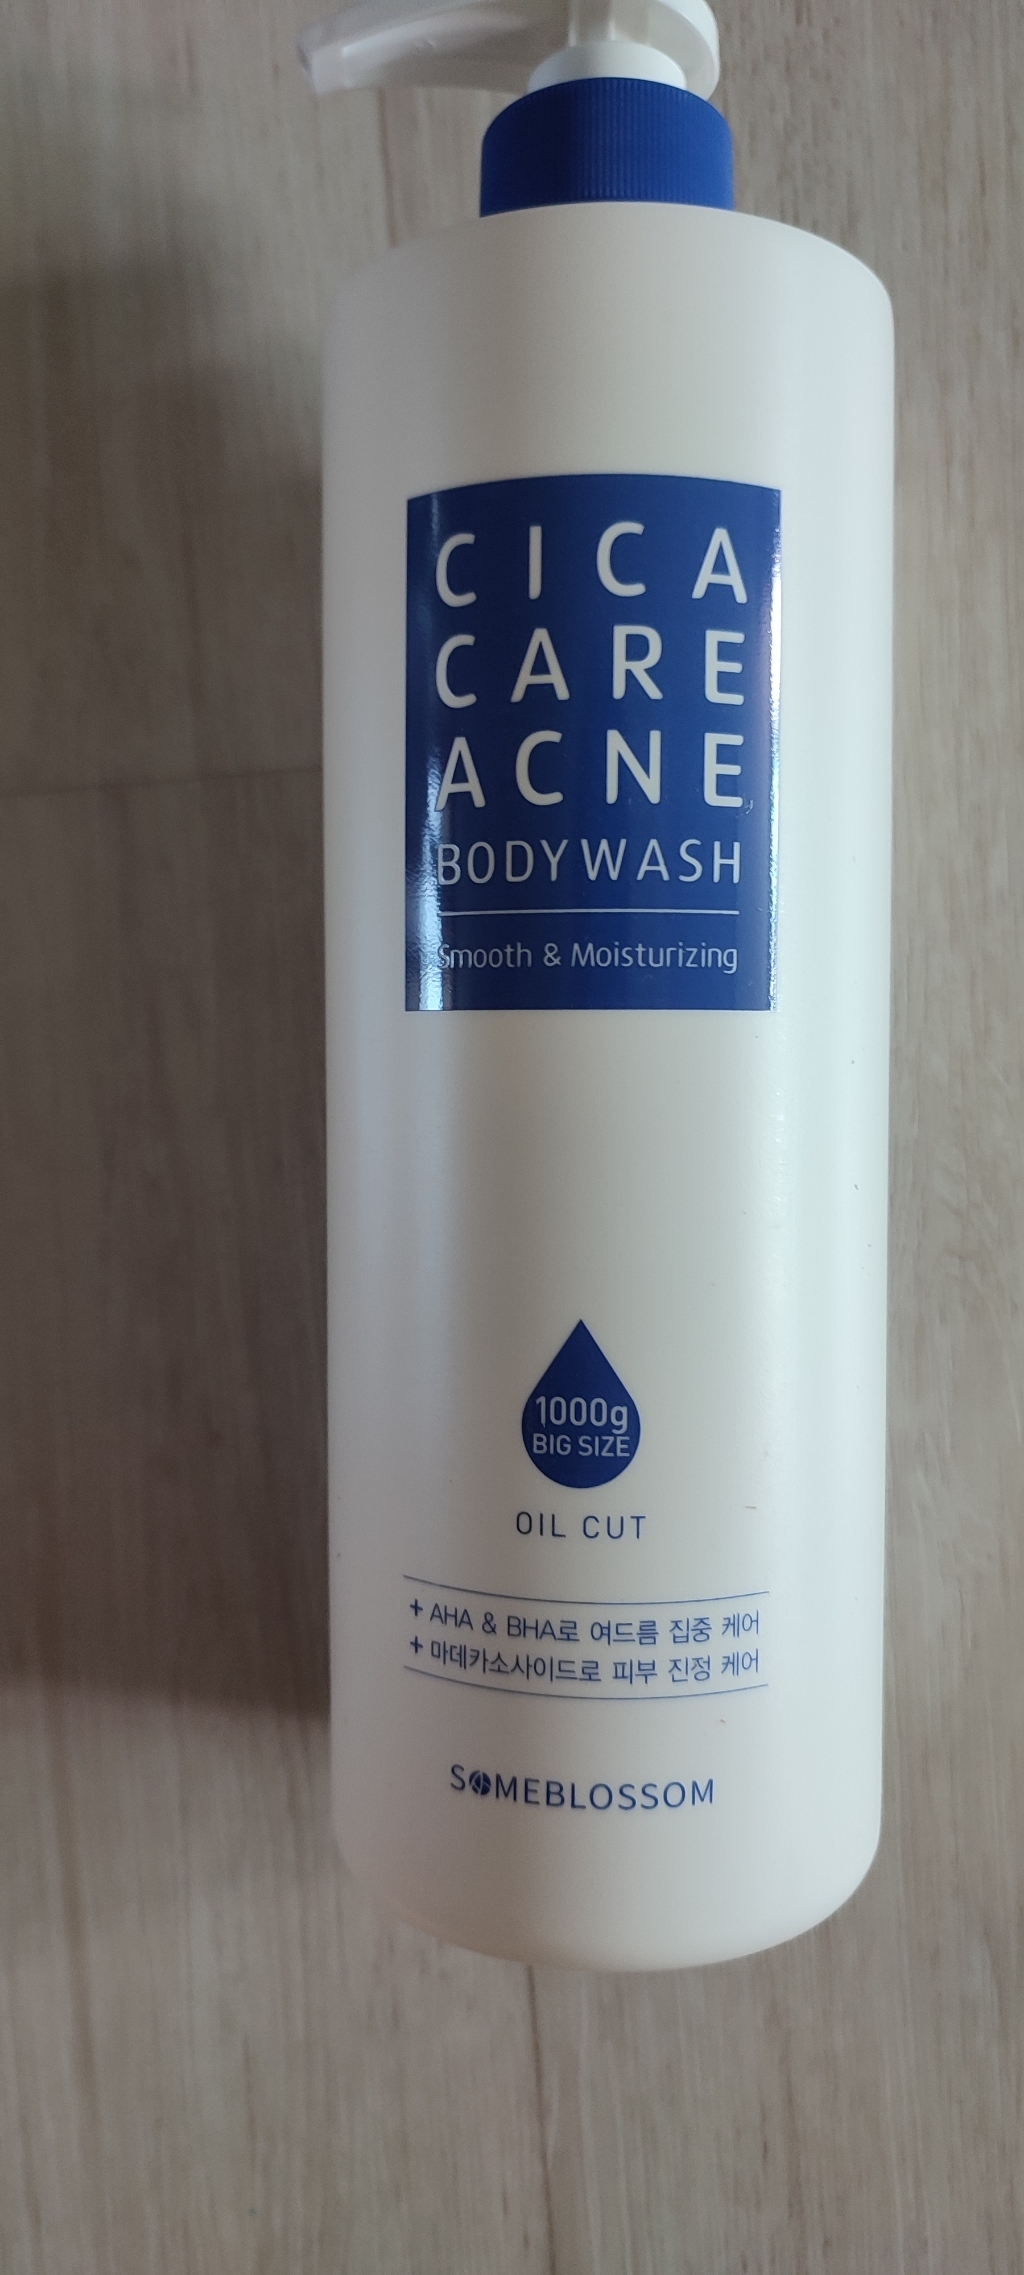 CICA
CARE
ACNE
BODYWASH
Smooth & Moisturizing
1000g
BIG SIZE
OIL CUT
+ AHA & BHA로 여드름 집중 케어
+ 마데카소사이드로 피부 진정 케어
SOMEBLOSSOM